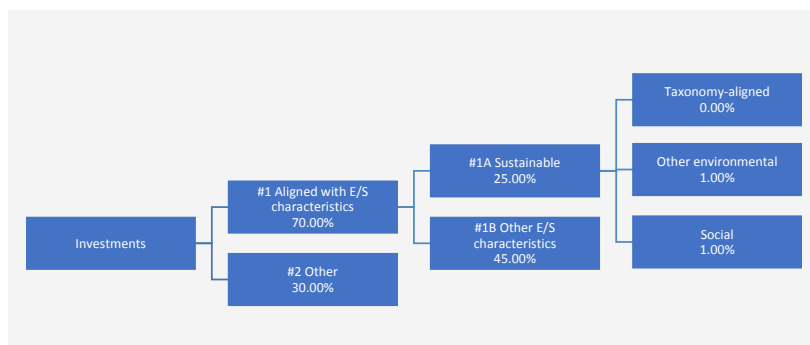 Investments
#1 Aligned with E/S
characteristics
70.00%
#2 Other
30.00%
#1A Sustainable
25.00%
#1B Other E/S
characteristics
45.00%
Taxonomy-aligned
0.00%
Other environmental
1.00%
Social
1.00%